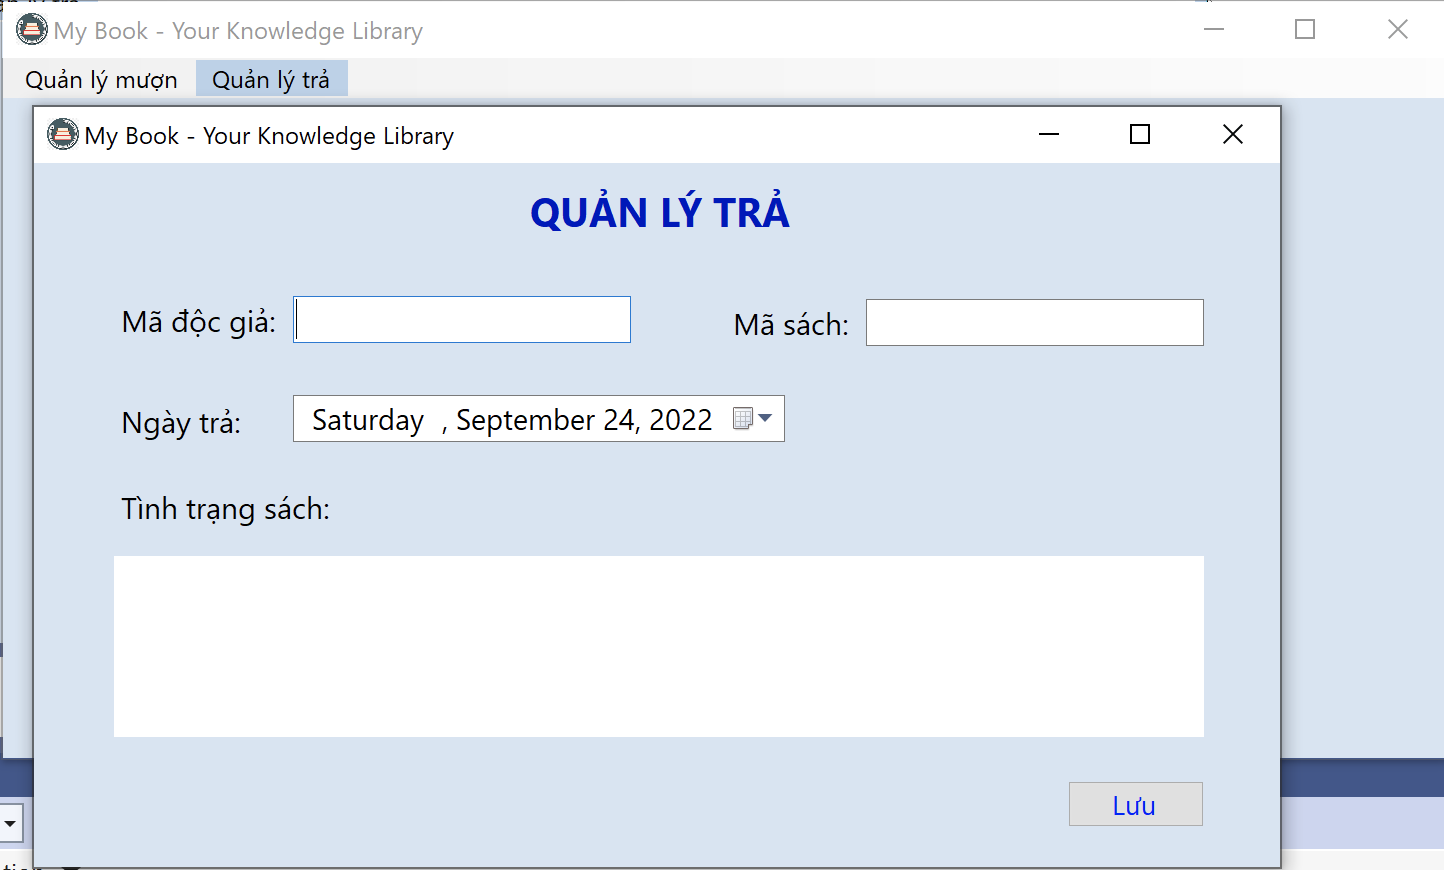 My Book - Your Knowledge Library
Quản lý mượn Quản lý trả
My Book - Your Knowledge Library
QUẢN LÝ TRẢ
Mã độc giả: Mã sách:
Ngày trả: Saturday , September 24, 2022
Tình trạng sách:
Lưu